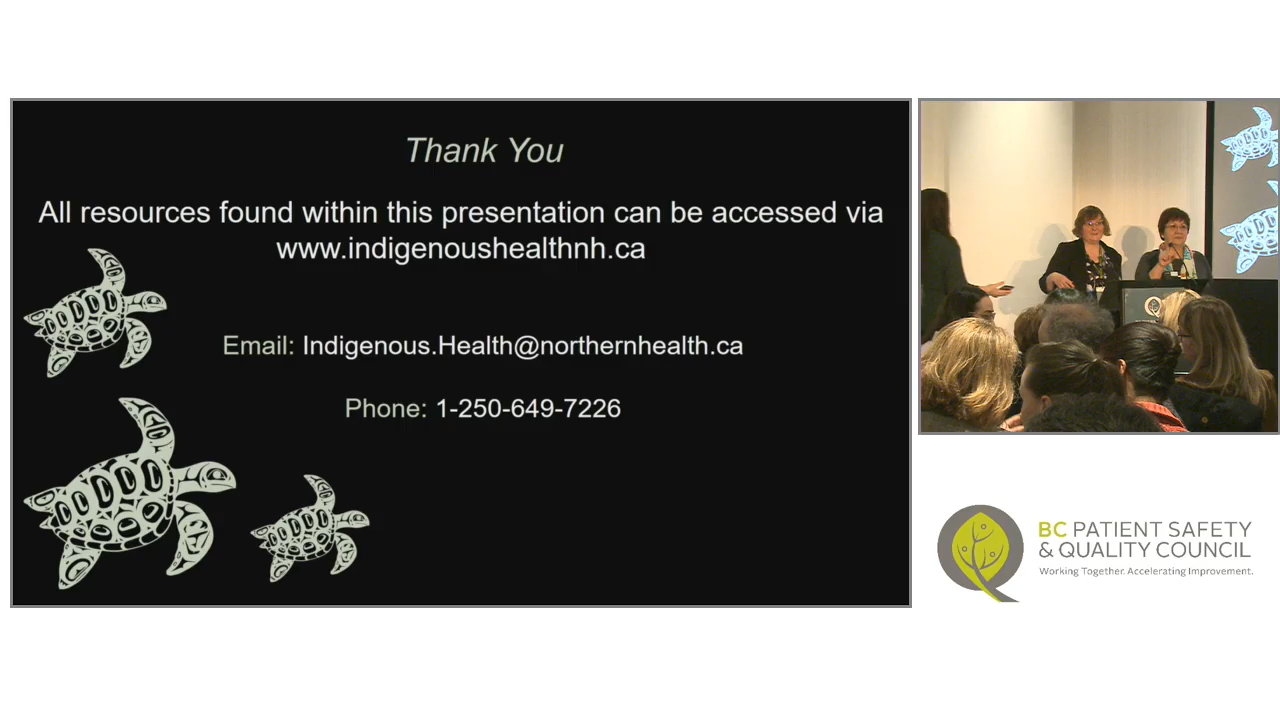 Thank You
All resources found within this presentation can be accessed via
www.indigenoushealthnh.ca
Email: Indigenous.Health@northernhealth.ca
Phone: 1-250-649-7226
BC PATIENT SAFETY
& QUALITY COUNCIL
Working Together. Accelerating Improvement.